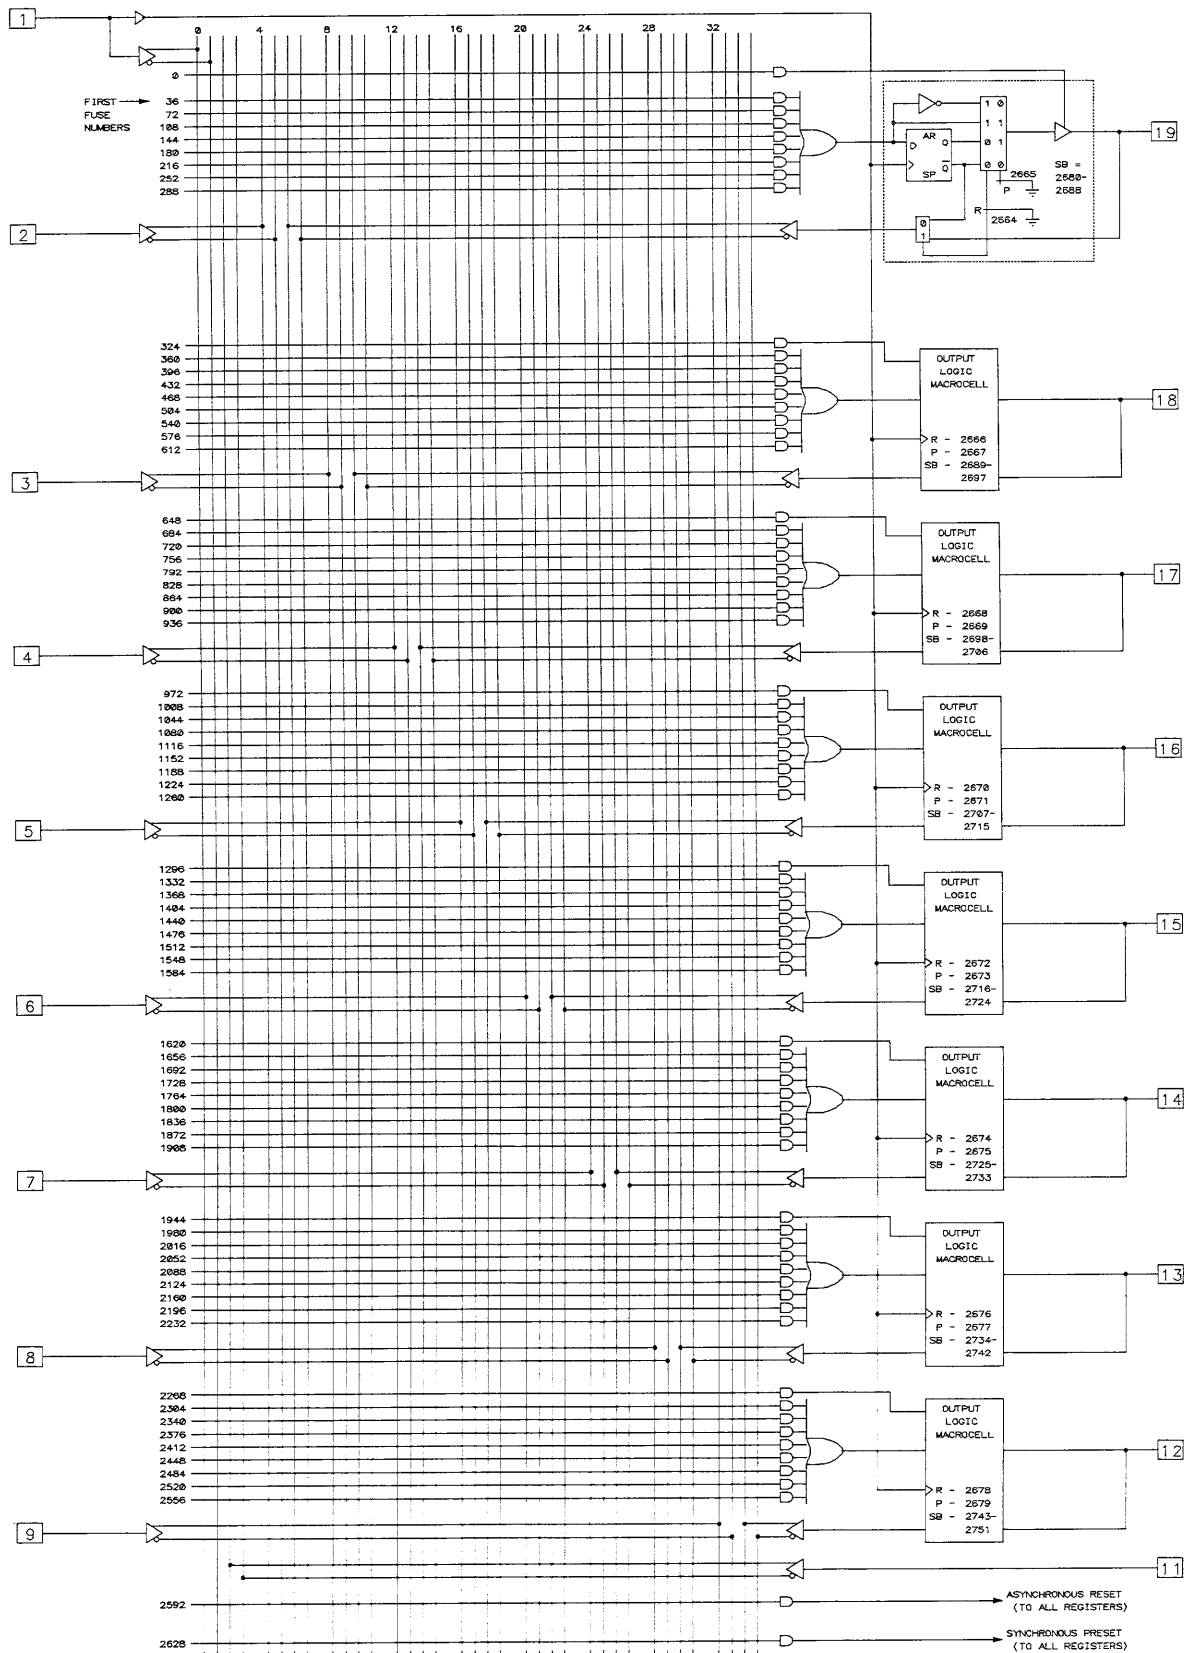 1
0 4 8 12 16 20 24 28 32
0
FIRST
FUSE
NUMBERS
36
72
108
144
180
216
252
288
AR
D Q
SP Q
1 0
1 1
0 1
0 0
2665
P
R
2664
0
1
SB =
2680-
2688
19
2
324
360
396
432
468
504
540
576
612
OUTPUT
LOGIC
MACROCELL
R - 2666
P - 2667
SB - 2689-
2697
18
3
648
684
720
756
792
828
864
900
936
OUTPUT
LOGIC
MACROCELL
R - 2668
P - 2669
SB - 2698-
2706
17
4
972
1008
1044
1080
1116
1152
1188
1224
1260
OUTPUT
LOGIC
MACROCELL
R - 2670
P - 2671
SB - 2707-
2715
16
5
1296
1332
1368
1404
1440
1476
1512
1548
1584
OUTPUT
LOGIC
MACROCELL
R - 2672
P - 2673
SB - 2716-
2724
15
6
1620
1656
1692
1728
1764
1800
1836
1872
1908
OUTPUT
LOGIC
MACROCELL
R - 2674
P - 2675
SB - 2725-
2733
14
7
1944
1980
2016
2052
2088
2124
2160
2196
2232
OUTPUT
LOGIC
MACROCELL
R - 2676
P - 2677
SB - 2734-
2742
13
8
2268
2304
2340
2376
2412
2448
2484
2520
2556
OUTPUT
LOGIC
MACROCELL
R - 2678
P - 2679
SB - 2743-
2751
12
9
11
2592
ASYNCHRONOUS RESET
(TO ALL REGISTERS)
2628
SYNCHRONOUS PRESET
(TO ALL REGISTERS)